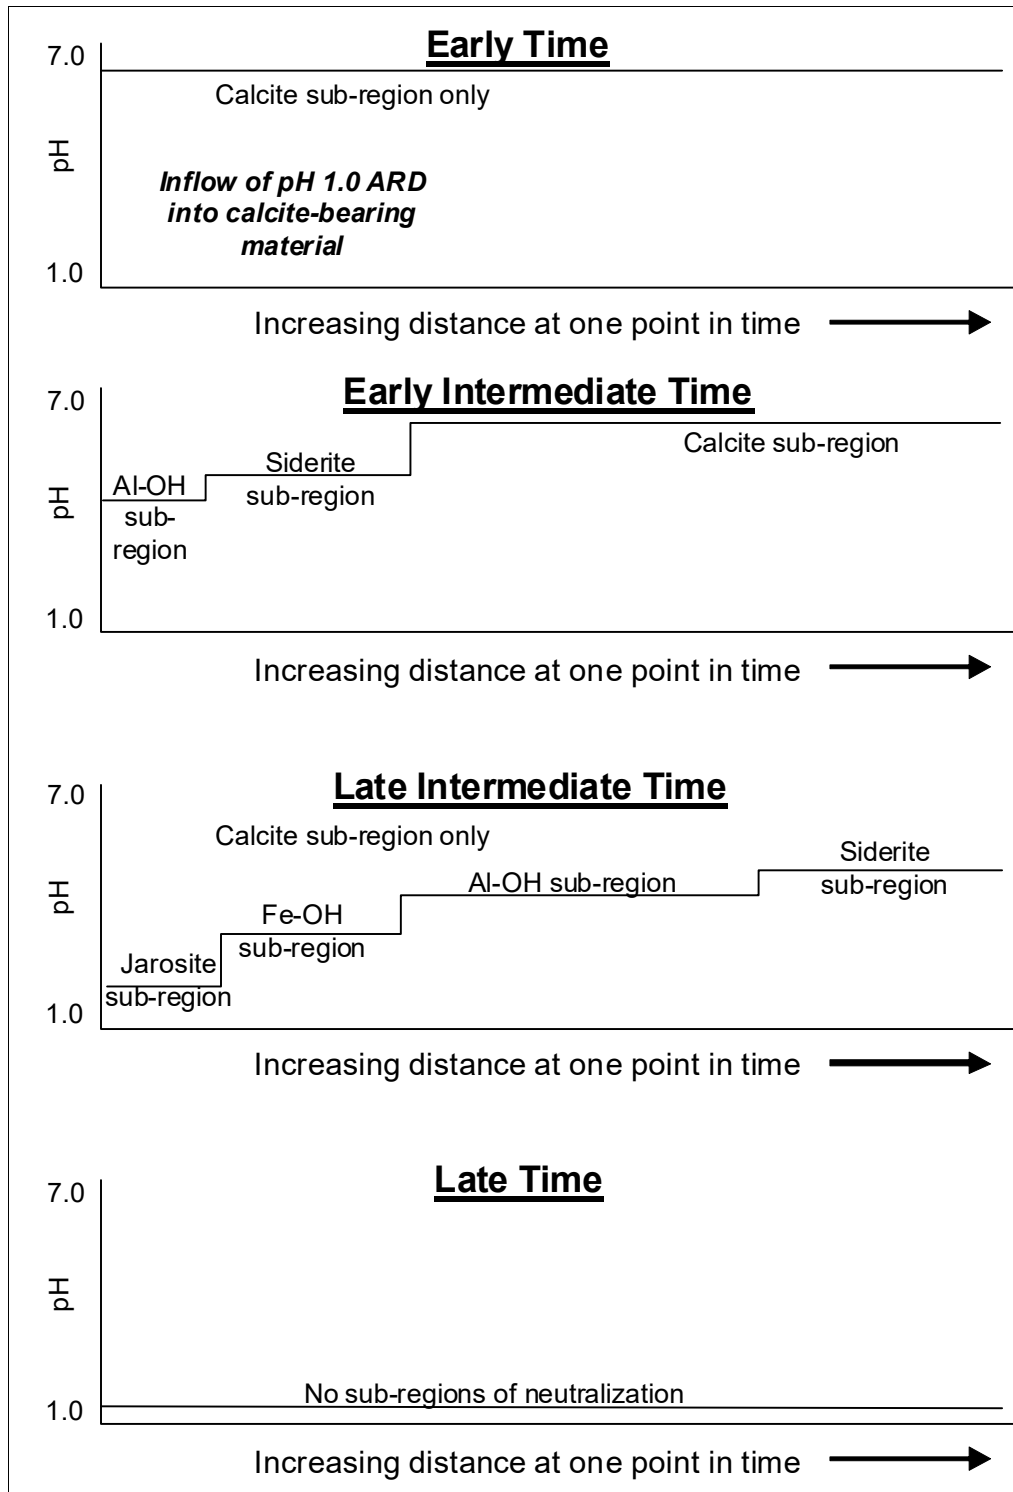 Early Time
7.0
Calcite sub-region only
pH
Inflow of pH 1.0 ARD
into calcite-bearing
material
1.0
Increasing distance at one point in time
Early Intermediate Time
7.0
Calcite sub-region
Siderite
sub-region
Al-OH
sub-
region
pH
1.0
Increasing distance at one point in time
Late Intermediate Time
7.0
Calcite sub-region only
Siderite
sub-region
Al-OH sub-region
pH
Fe-OH
sub-region
Jarosite
sub-region
1.0
Increasing distance at one point in time
Late Time
7.0
pH
No sub-regions of neutralization
1.0
Increasing distance at one point in time